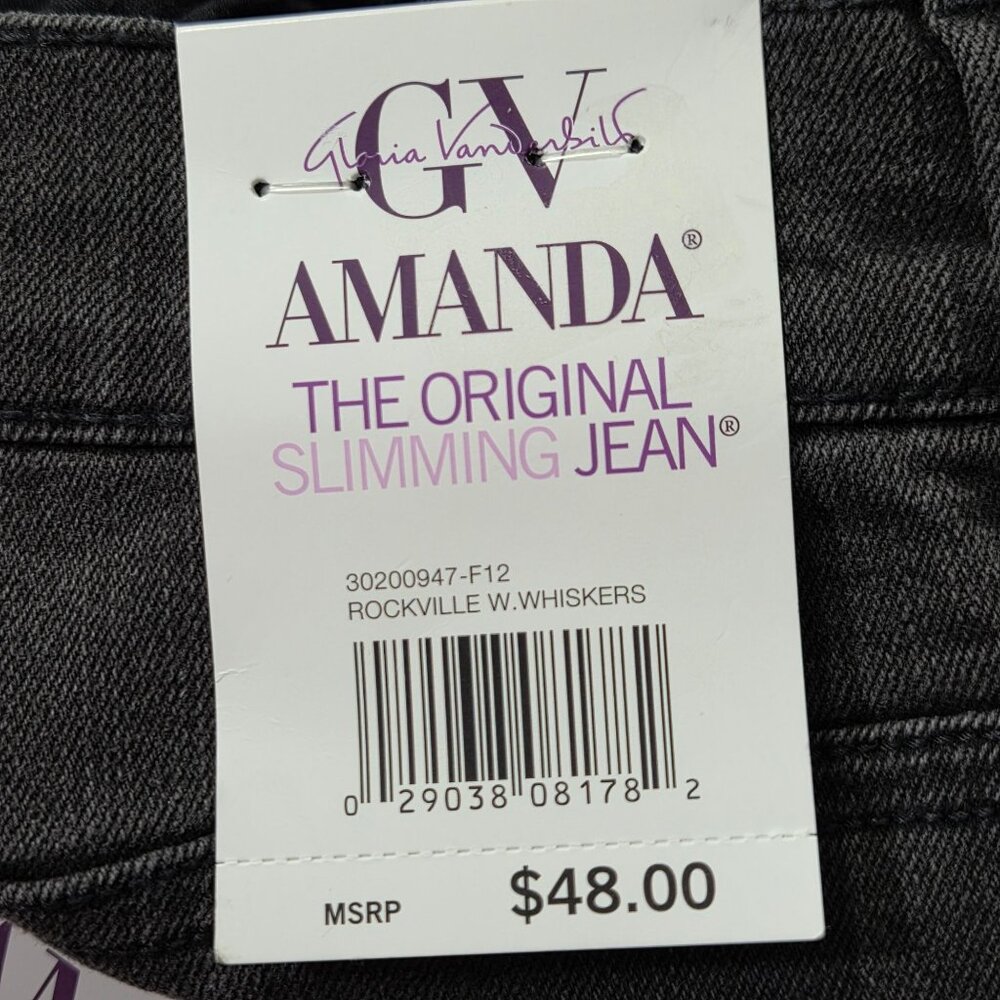 GV
Gloria Vanderbilt
AMANDA®
THE ORIGINAL
SLIMMING JEAN®
30200947-F12
ROCKVILLE W.WHISKERS
0 29038 08178 2
MSRP $48.00